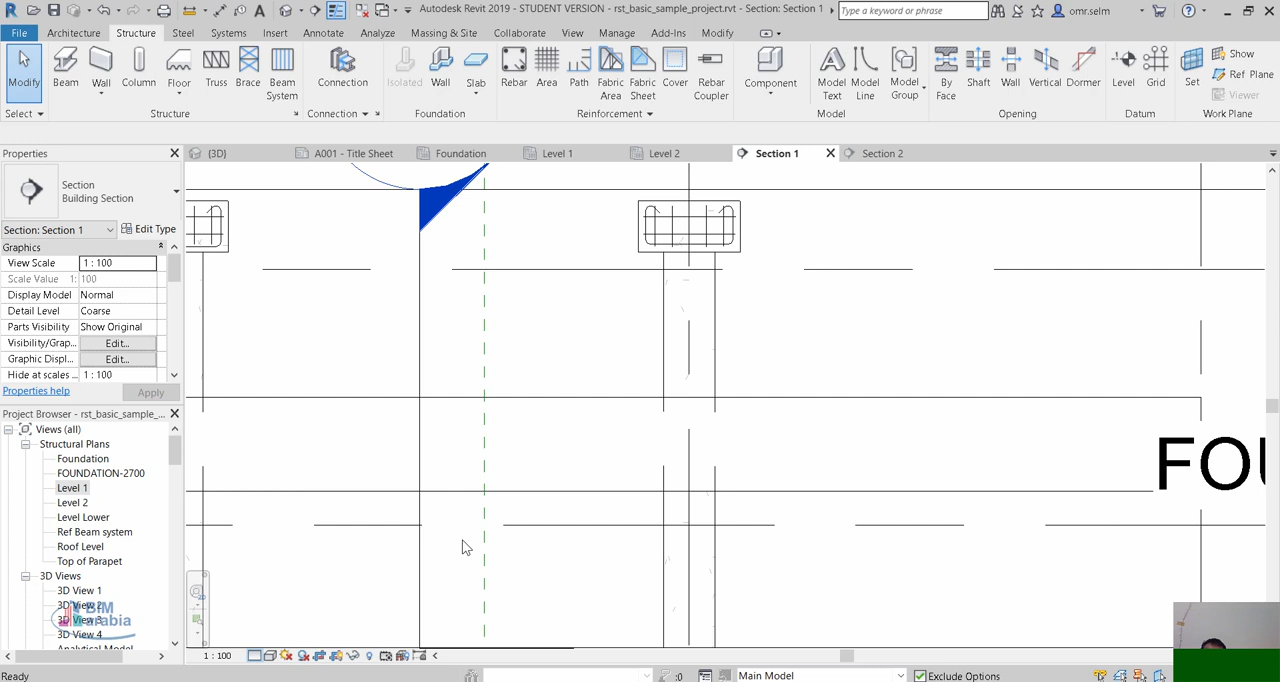 Autodesk Revit 2019 - STUDENT VERSION - rst_basic_sample_project.rvt - Section: Section 1
Type a keyword or phrase
omr.selm
File Architecture Structure Steel Systems Insert Annotate Analyze Massing & Site Collaborate View Manage Add-Ins Modify
Modify Beam Wall Column Floor Truss Brace Beam System Connection Isolated Wall Slab Rebar Area Path Fabric Area Fabric Sheet Cover Rebar Coupler Component Model Text Model Line Model Group By Face Shaft Wall Vertical Dormer Level Grid Set Show
Ref Plane
Viewer
Select Structure Connection Foundation Reinforcement Model Opening Datum Work Plane
Properties
{3D} A001 - Title Sheet Foundation Level 1 Level 2 Section 1 Section 2
Section
Building Section
Section: Section 1 Edit Type
Graphics
View Scale 1 : 100
Scale Value 1: 100
Display Model Normal
Detail Level Coarse
Parts Visibility Show Original
Visibility/Grap... Edit...
Graphic Displ... Edit...
Hide at scales ... 1 : 100
Properties help Apply
Project Browser - rst_basic_sample_...
Views (all)
Structural Plans
Foundation
FOUNDATION-2700
Level 1
Level 2
Level Lower
Ref Beam system
Roof Level
Top of Parapet
3D Views
3D View 1
3D View 2
3D View 3
3D View 4
BIM
arabia
1 : 100
Ready
:0
Main Model
Exclude Options